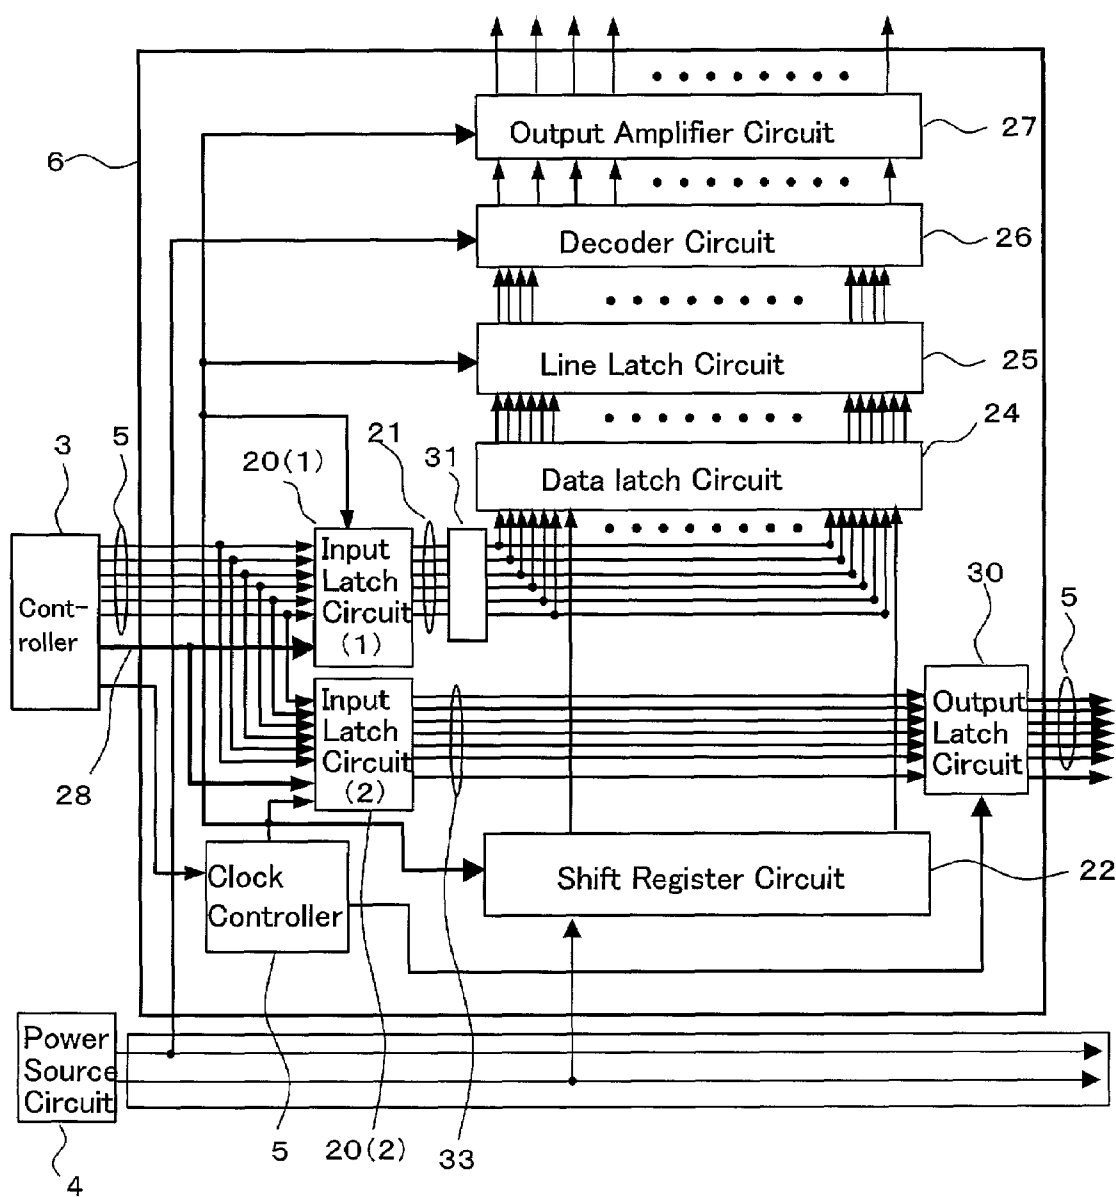 Output Amplifier Circuit
27
6
Decoder Circuit
26
Line Latch Circuit
25
24
Data latch Circuit
3
5
20(1)
21
31
Cont-
roller
Input
Latch
Circuit
(1)
30
5
Output
Latch
Circuit
Input
Latch
Circuit
(2)
28
Clock
Controller
Shift Register Circuit
22
Power
Source
Circuit
4
5
20(2)
33